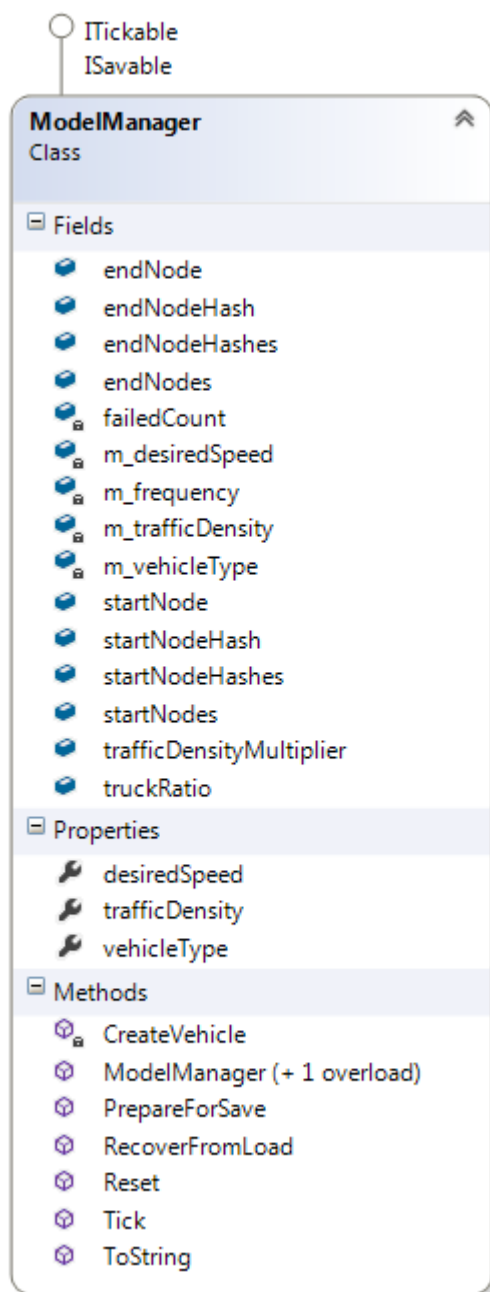 ITickable
ISavable
ModelManager
Class
Fields
endNode
endNodeHash
endNodeHashes
endNodes
failedCount
m_desiredSpeed
m_frequency
m_trafficDensity
m_vehicleType
startNode
startNodeHash
startNodeHashes
startNodes
trafficDensityMultiplier
truckRatio
Properties
desiredSpeed
trafficDensity
vehicleType
Methods
CreateVehicle
ModelManager (+ 1 overload)
PrepareForSave
RecoverFromLoad
Reset
Tick
ToString